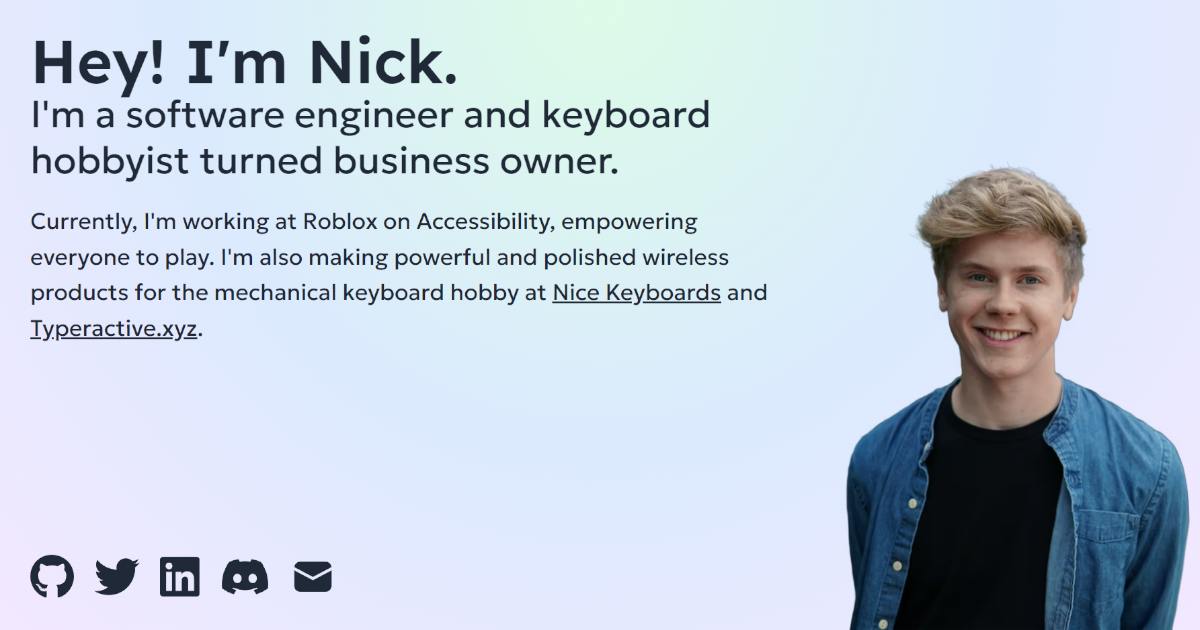 Hey! I’m Nick.
I'm a software engineer and keyboard
hobbyist turned business owner.
Currently, I'm working at Roblox on Accessibility, empowering
everyone to play. I'm also making powerful and polished wireless
products for the mechanical keyboard hobby at Nice Keyboards and
Typeractive.xyz.
in